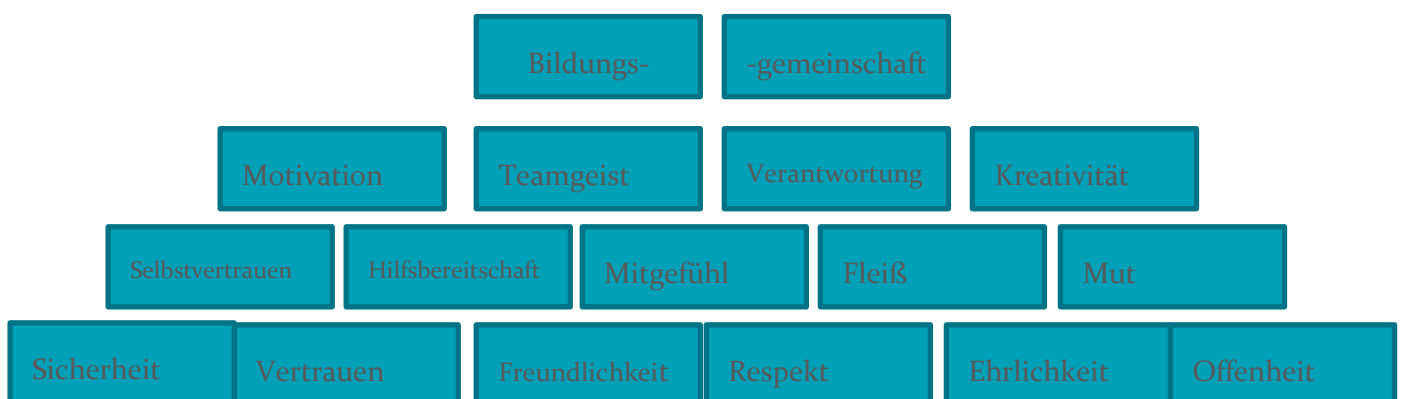 Bildungs- -gemeinschaft
Motivation Teamgeist Verantwortung Kreativität
Selbstvertrauen Hilfsbereitschaft Mitgefühl Fleiß Mut
Sicherheit Vertrauen Freundlichkeit Respekt Ehrlichkeit Offenheit